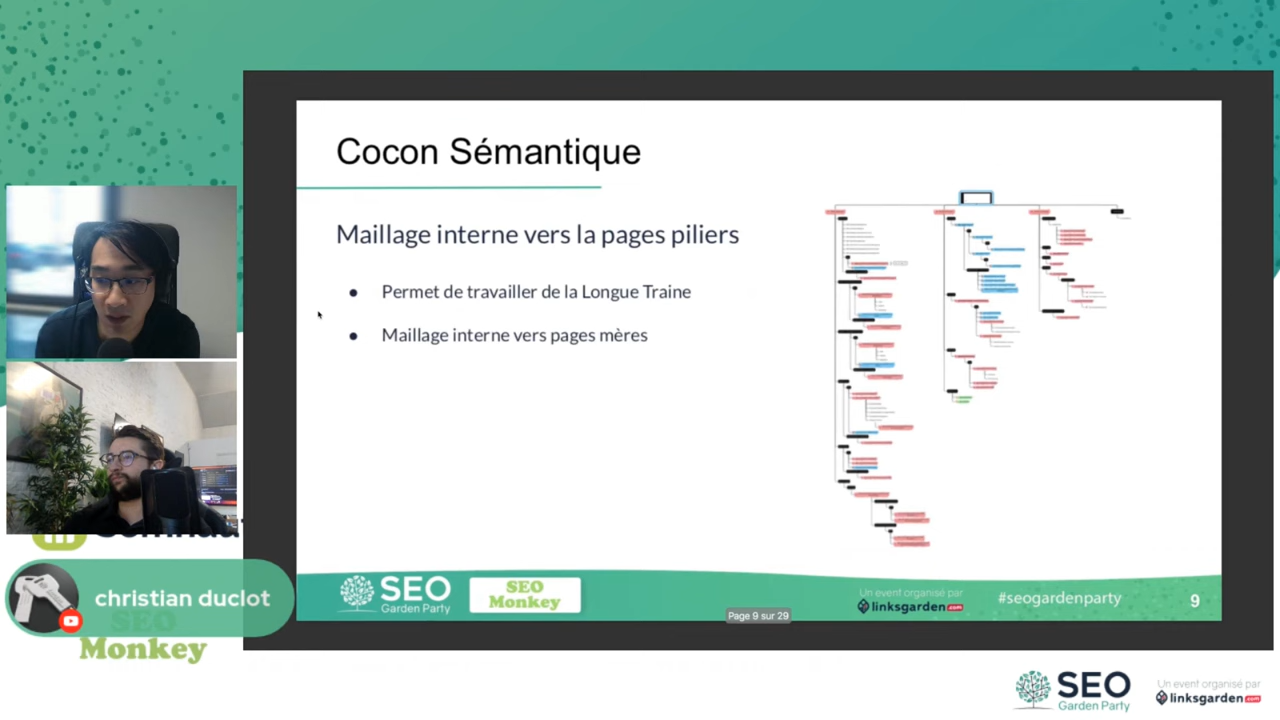 Cocon Sémantique
Maillage interne vers la pages piliers
● Permet de travailler de la Longue Traine
● Maillage interne vers pages mères
SEO
Garden Party
SEO
Monkey
Page 9 sur 29
Un event organisé par
linksgarden.com
#seogardenparty
9
christian duclot
SEO
Monkey
SEO
Garden Party
Un event organisé par
linksgarden.com